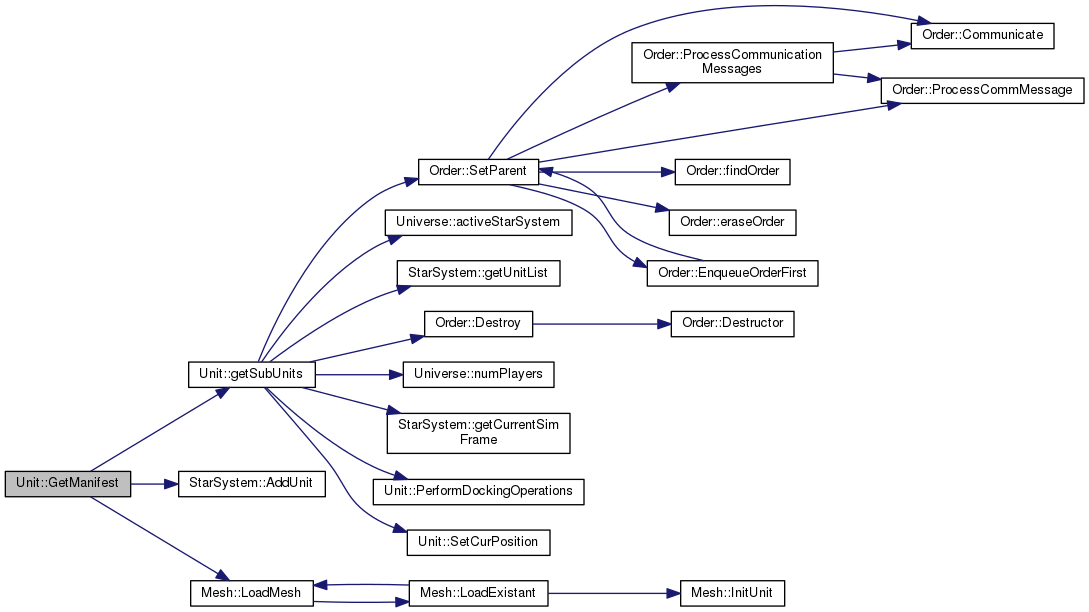 Order::Communicate
Order::ProcessCommunication
Messages
Order::ProcessCommMessage
Order::SetParent
Order::findOrder
Universe::activeStarSystem
Order::eraseOrder
StarSystem::getUnitList
Order::EnqueueOrderFirst
Order::Destroy
Order::Destructor
Unit::getSubUnits
Universe::numPlayers
StarSystem::getCurrentSim
Frame
Unit::GetManifest
StarSystem::AddUnit
Unit::PerformDockingOperations
Unit::SetCurPosition
Mesh::LoadMesh
Mesh::LoadExistant
Mesh::InitUnit